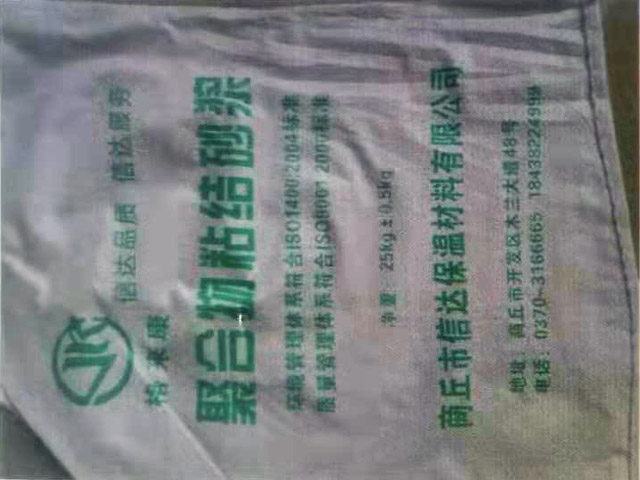 信达品质 信达服务
格来康
聚合物粘结砂浆
环境管理体系符合ISO14001:2004标准
质量管理体系符合ISO9001:2000标准
净重: 25kg±0.5kg
商丘市信达保温材料有限公司
地址: 商丘市开发区木兰大道48号
电话: 0370-3166665